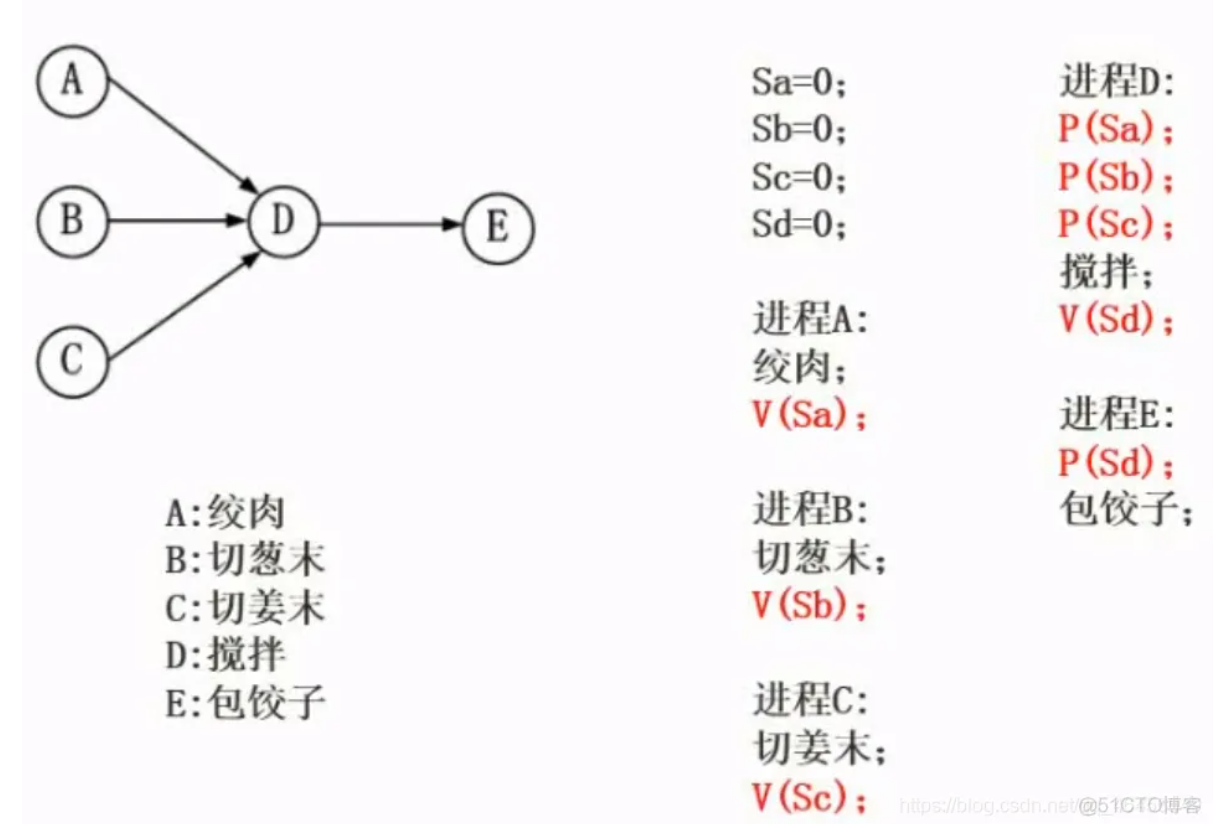 A
B
C
D
E
A:绞肉
B:切葱末
C:切姜末
D:搅拌
E:包饺子
Sa=0;
Sb=0;
Sc=0;
Sd=0;
进程A:
绞肉;
V(Sa);
进程B:
切葱末;
V(Sb);
进程C:
切姜末;
V(Sc);
进程D:
P(Sa);
P(Sb);
P(Sc);
搅拌;
V(Sd);
进程E:
P(Sd);
包饺子;
https://blog.csdn.net/
@51CTO博客